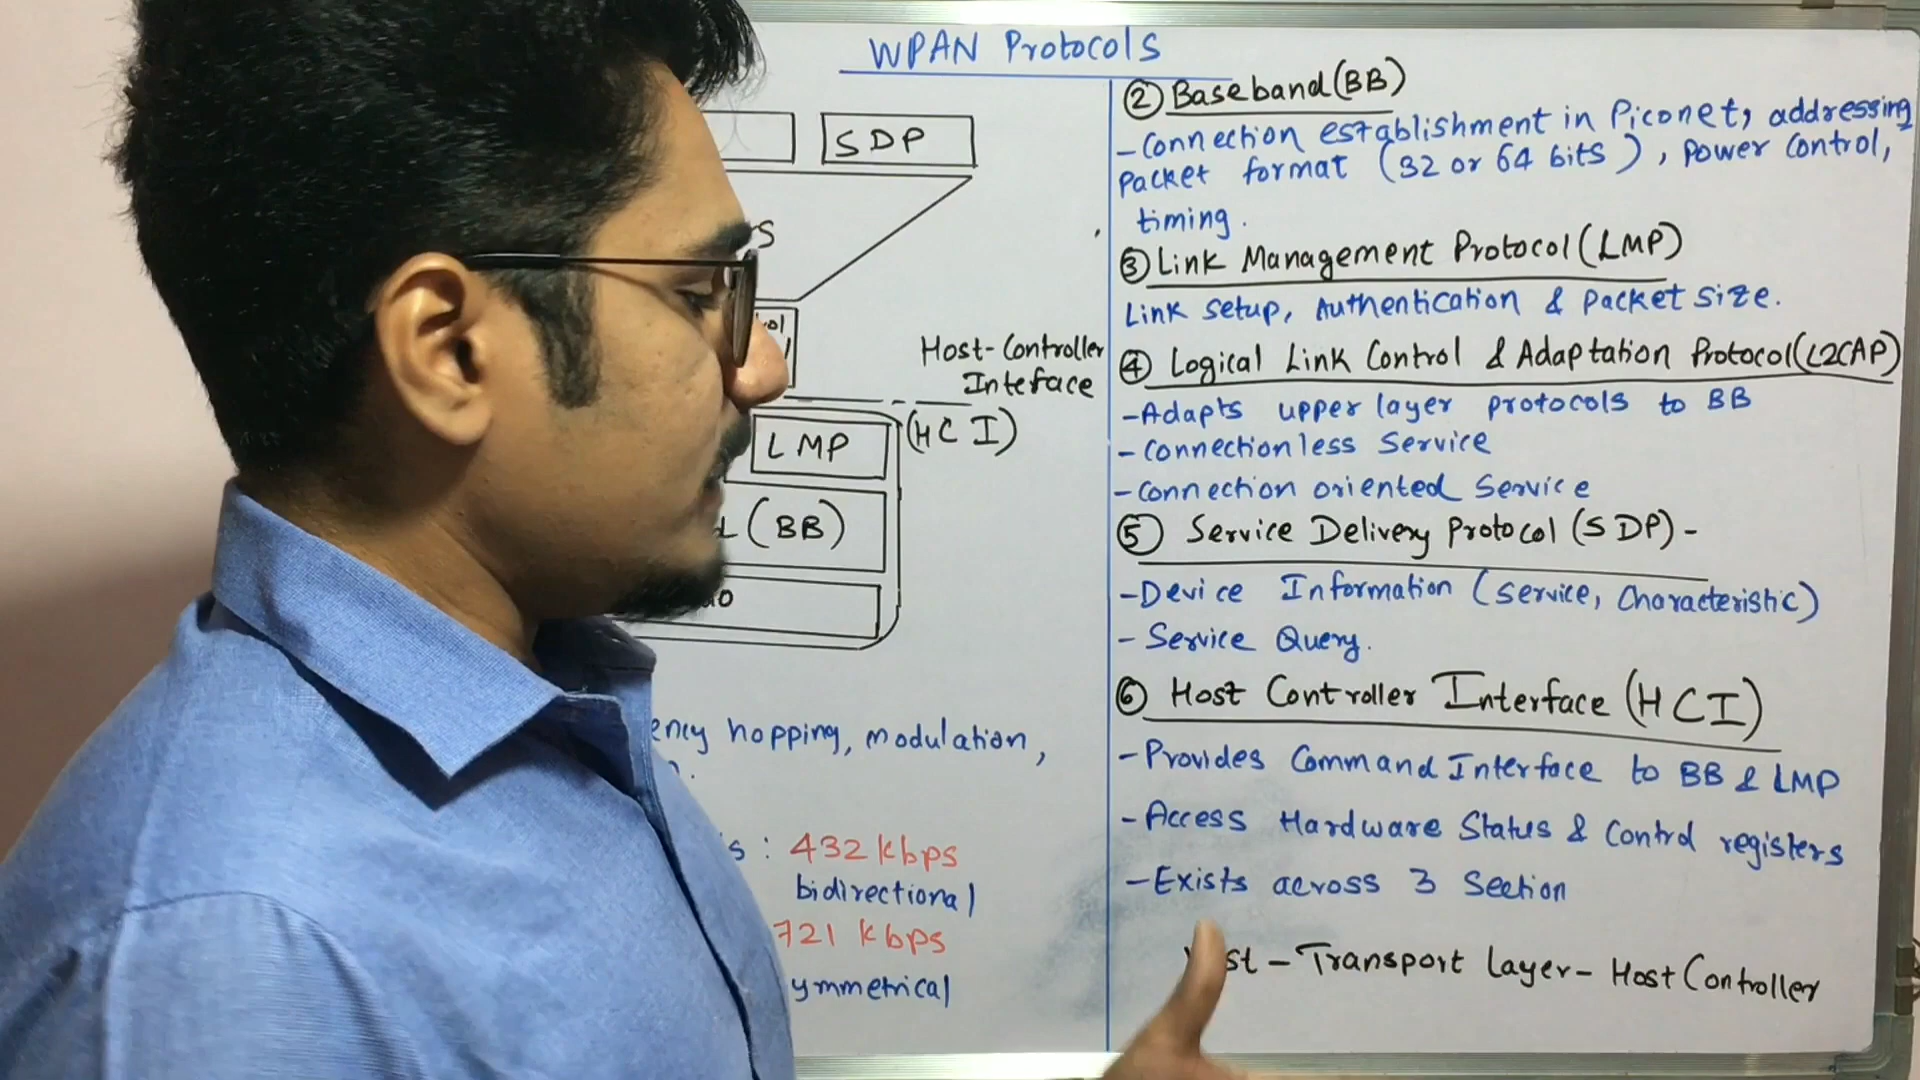 WPAN Protocols
SDP
Host-Controller
Inteface
(HCI)
LMP
(BB)
hopping, modulation,
: 432 kbps
bidirectional
721 kbps
ymmetrical
② Baseband(BB)
- Connection establishment in Piconet, addressing
Packet format (32 or 64 bits), Power Control,
timing.
③ Link Management Protocol (LMP)
Link setup, Authentication & Packet size.
④ Logical Link Control & Adaptation Protocol(L2CAP)
- Adapts upper layer protocols to BB
- Connectionless Service
- Connection oriented Service
⑤ Service Delivery Protocol (SDP) -
- Device Information (Service, Characteristic)
- Service Query.
⑥ Host Controller Interface (HCI)
- Provides Command Interface to BB & LMP
- Access Hardware Status & Control registers
- Exists across 3 Section
st - Transport Layer - Host Controller